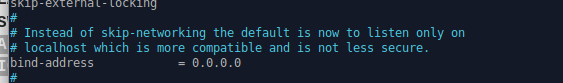 skip-external-locking
#
# Instead of skip-networking the default is now to listen only on
# localhost which is more compatible and is not less secure.
bind-address            = 0.0.0.0
#